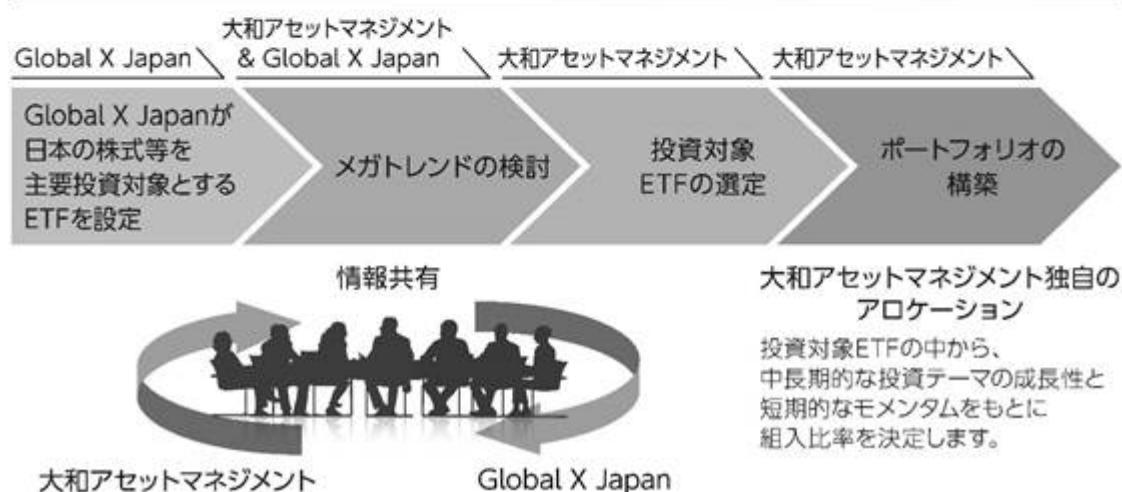 Global X Japan
大和アセットマネジメント
& Global X Japan
大和アセットマネジメント
大和アセットマネジメント
Global X Japanが
日本の株式等を
主要投資対象とする
ETFを設定
メガトレンドの検討
投資対象
ETFの選定
ポートフォリオの
構築
情報共有
大和アセットマネジメント
Global X Japan
大和アセットマネジメント独自の
アロケーション
投資対象ETFの中から、
中長期的な投資テーマの成長性と
短期的なモメンタムをもとに
組入比率を決定します。